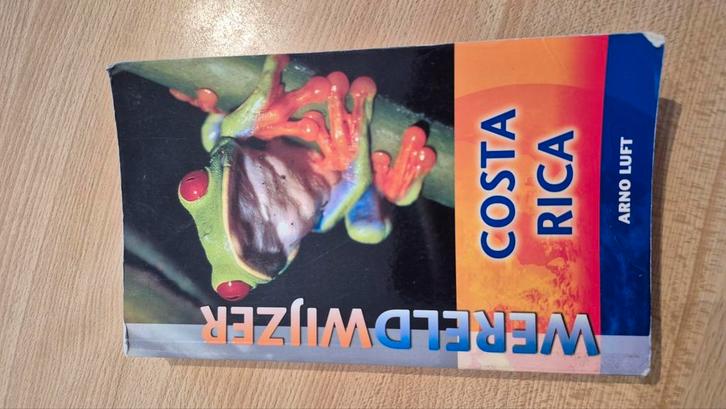 WERELDWIJZER
COSTA
RICA
ARNO LUFT